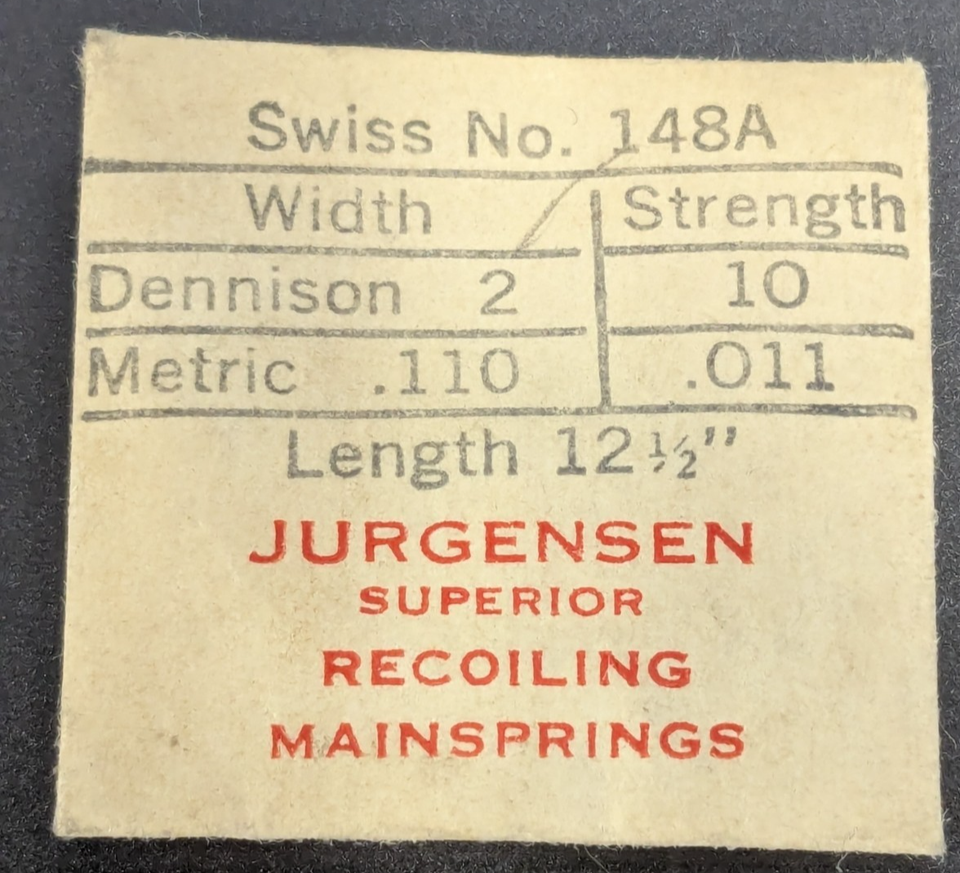 Swiss No. 148A
Width Strength
Dennison 2 10
Metric .110 .011
Length 12½"
JURGENSEN
SUPERIOR
RECOILING
MAINSPRINGS